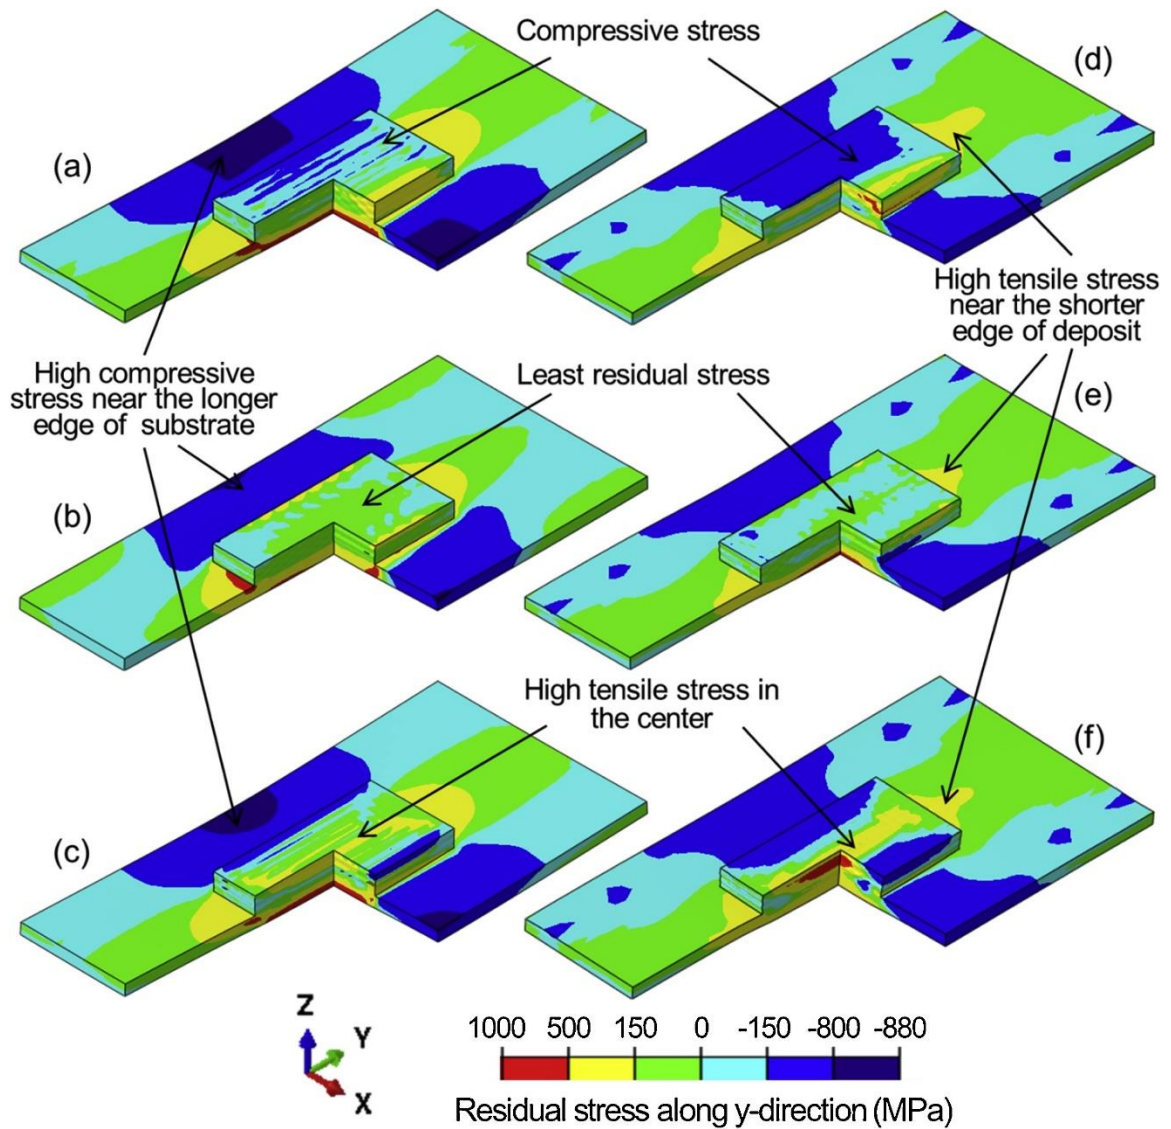 Compressive stress
(d)
(a)
High tensile stress
near the shorter
edge of deposit
High compressive
stress near the longer
edge of substrate
Least residual stress
(e)
(b)
High tensile stress in
the center
(f)
(c)
Z
Y
X
1000 500 150 0 -150 -800 -880
Residual stress along y-direction (MPa)